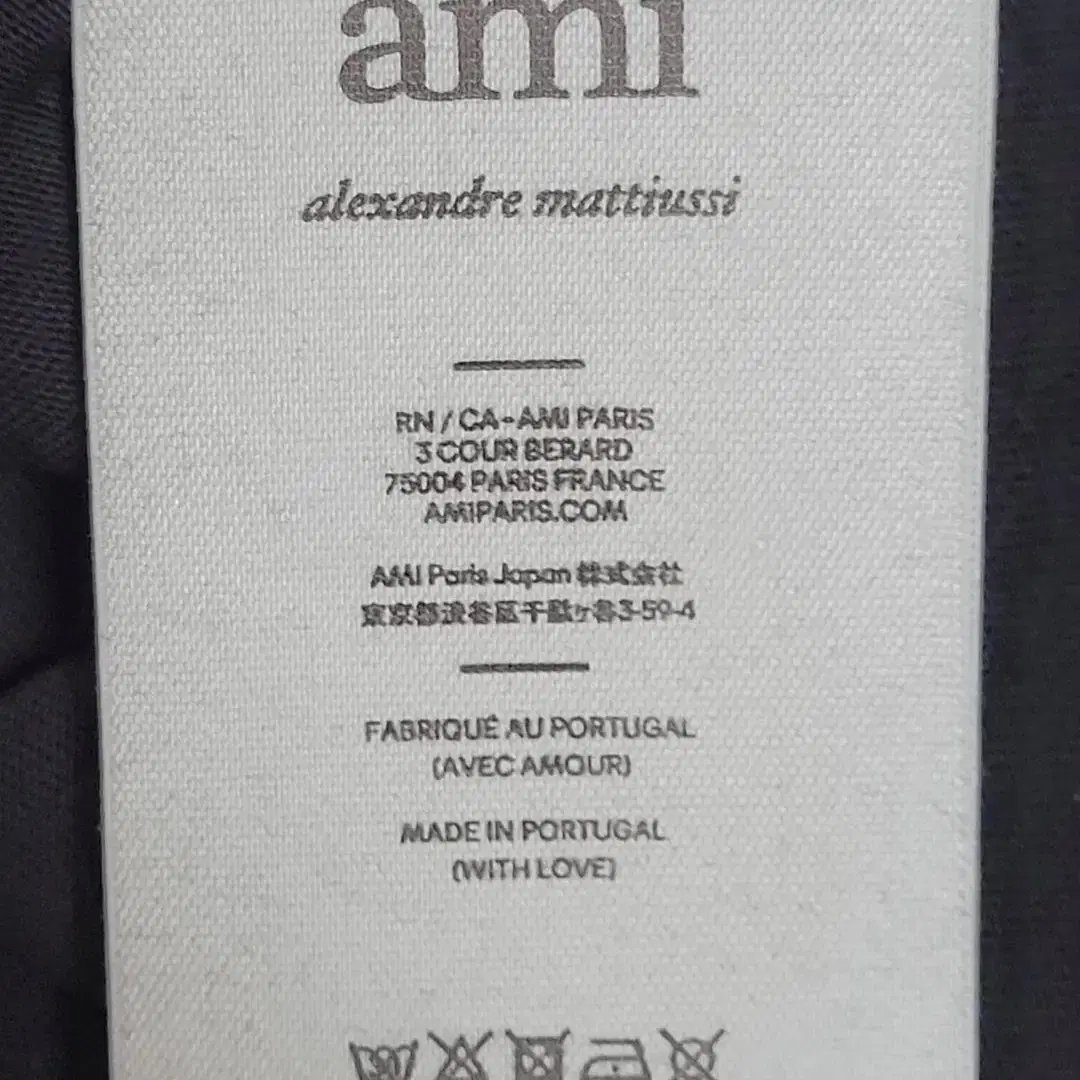 ami
alexandre mattiussi
RN / CA-AMI PARIS
3 COUR BERARD
75004 PARIS FRANCE
AMIPARIS.COM
AMI Paris Japan 株式会社
東京都渋谷区千駄ヶ谷3-59-4
FABRIQUÉ AU PORTUGAL
(AVEC AMOUR)
MADE IN PORTUGAL
(WITH LOVE)
30